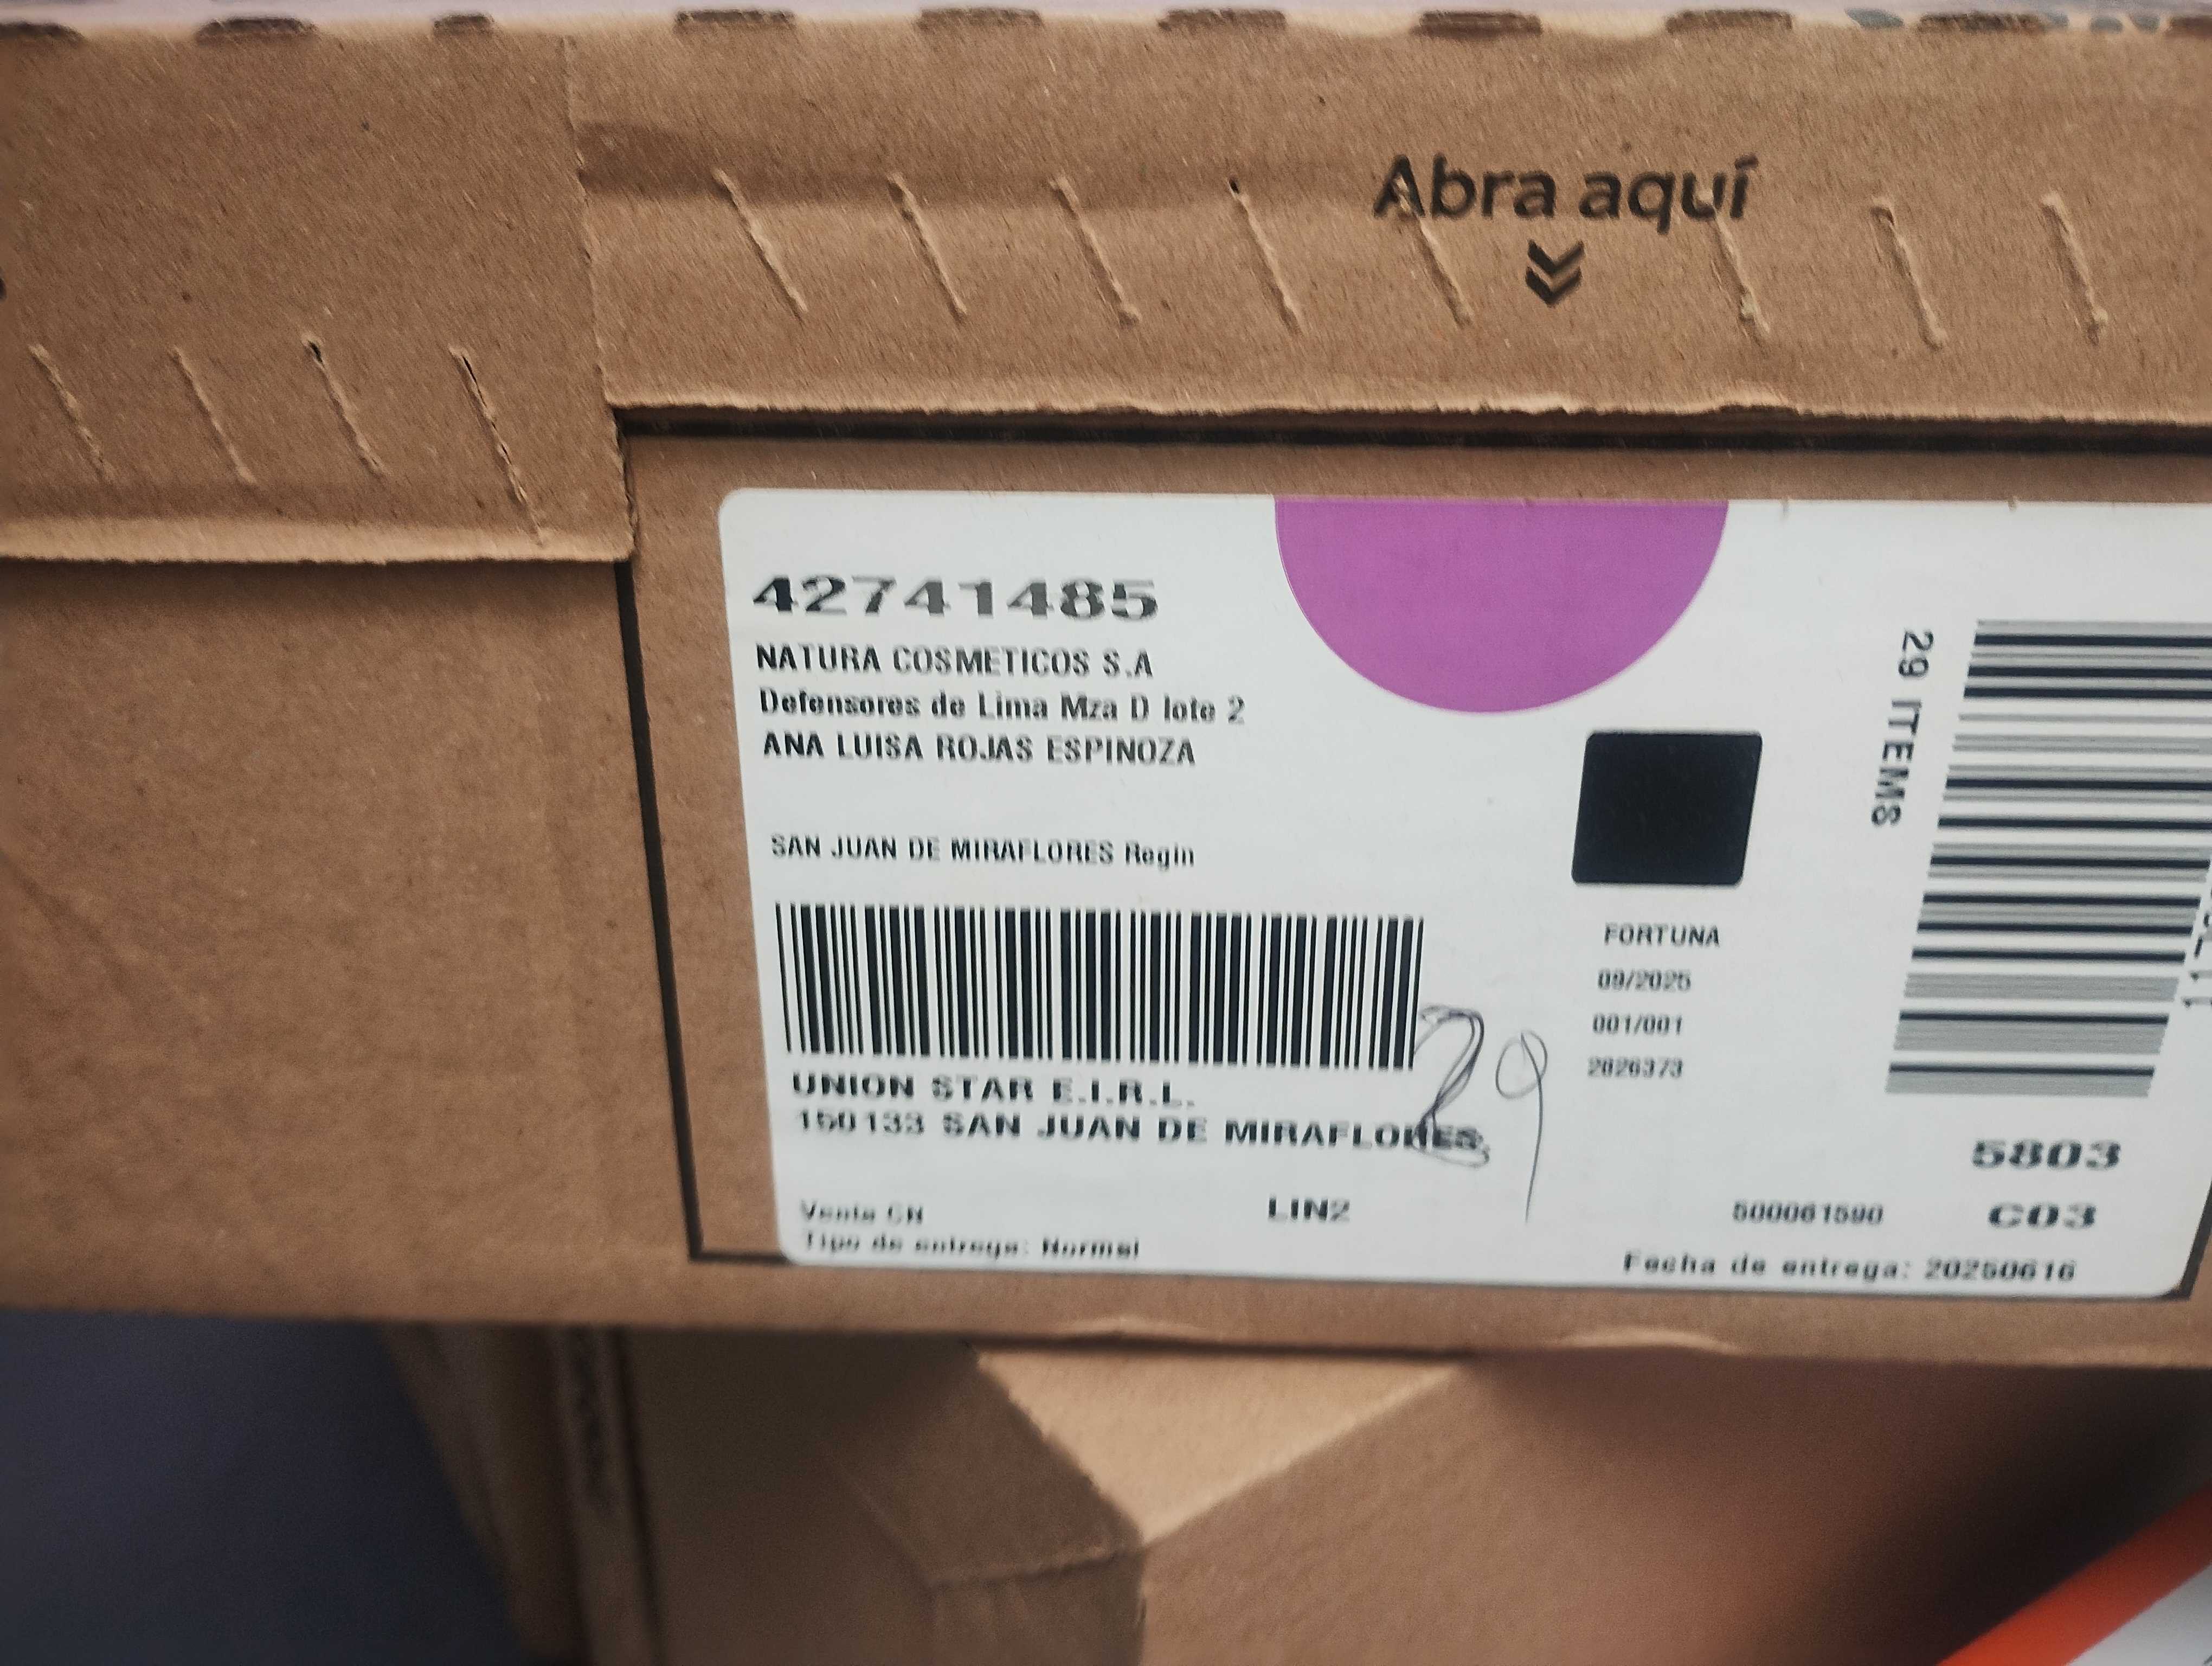 Abra aquí
42741485
NATURA COSMETICOS S.A
Defensores de Lima Mza D lote 2
ANA LUISA ROJAS ESPINOZA
SAN JUAN DE MIRAFLORES Regin
29 ITEMS
FORTUNA
09/2025
001/001
2026373
29
UNION STAR E.I.R.L.
150133 SAN JUAN DE MIRAFLORES
5803
Venta CN
LIN2
500061590
C03
Tipo de entrega: Normal
Fecha de entrega: 20250616